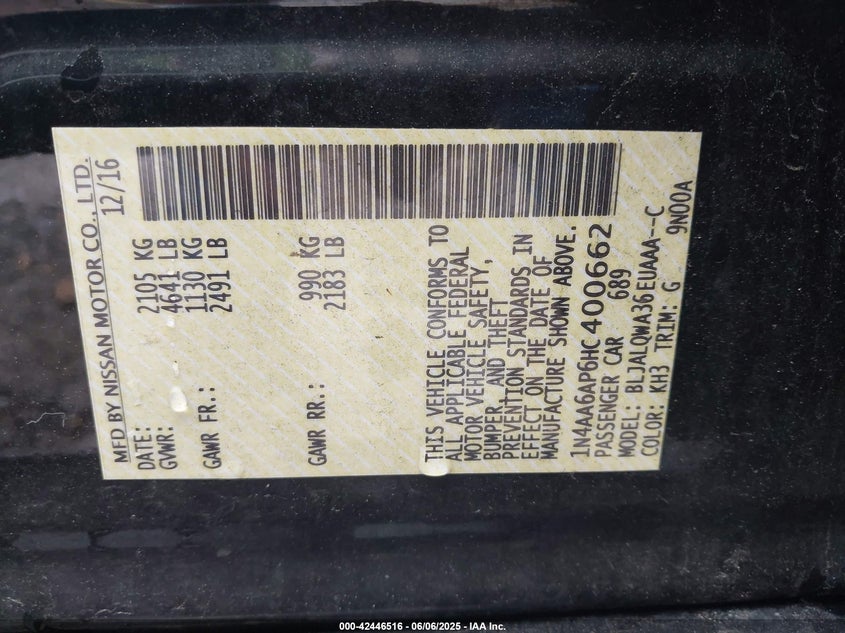 MFD BY NISSAN MOTOR CO., LTD.
DATE: 12/16
GVWR: 2105 KG
4641 LB
GAWR FR.: 1130 KG
2491 LB
GAWR RR.: 990 KG
2183 LB
THIS VEHICLE CONFORMS TO
ALL APPLICABLE FEDERAL
MOTOR VEHICLE SAFETY,
BUMPER, AND THEFT
PREVENTION STANDARDS IN
EFFECT ON THE DATE OF
MANUFACTURE SHOWN ABOVE.
1N4AA6AP6HC400662
PASSENGER CAR 689
MODEL: BLJALQWA36EUAAA--C
COLOR: KH3 TRIM: G 9N00A
000-42446516 - 06/06/2025 - IAA Inc.